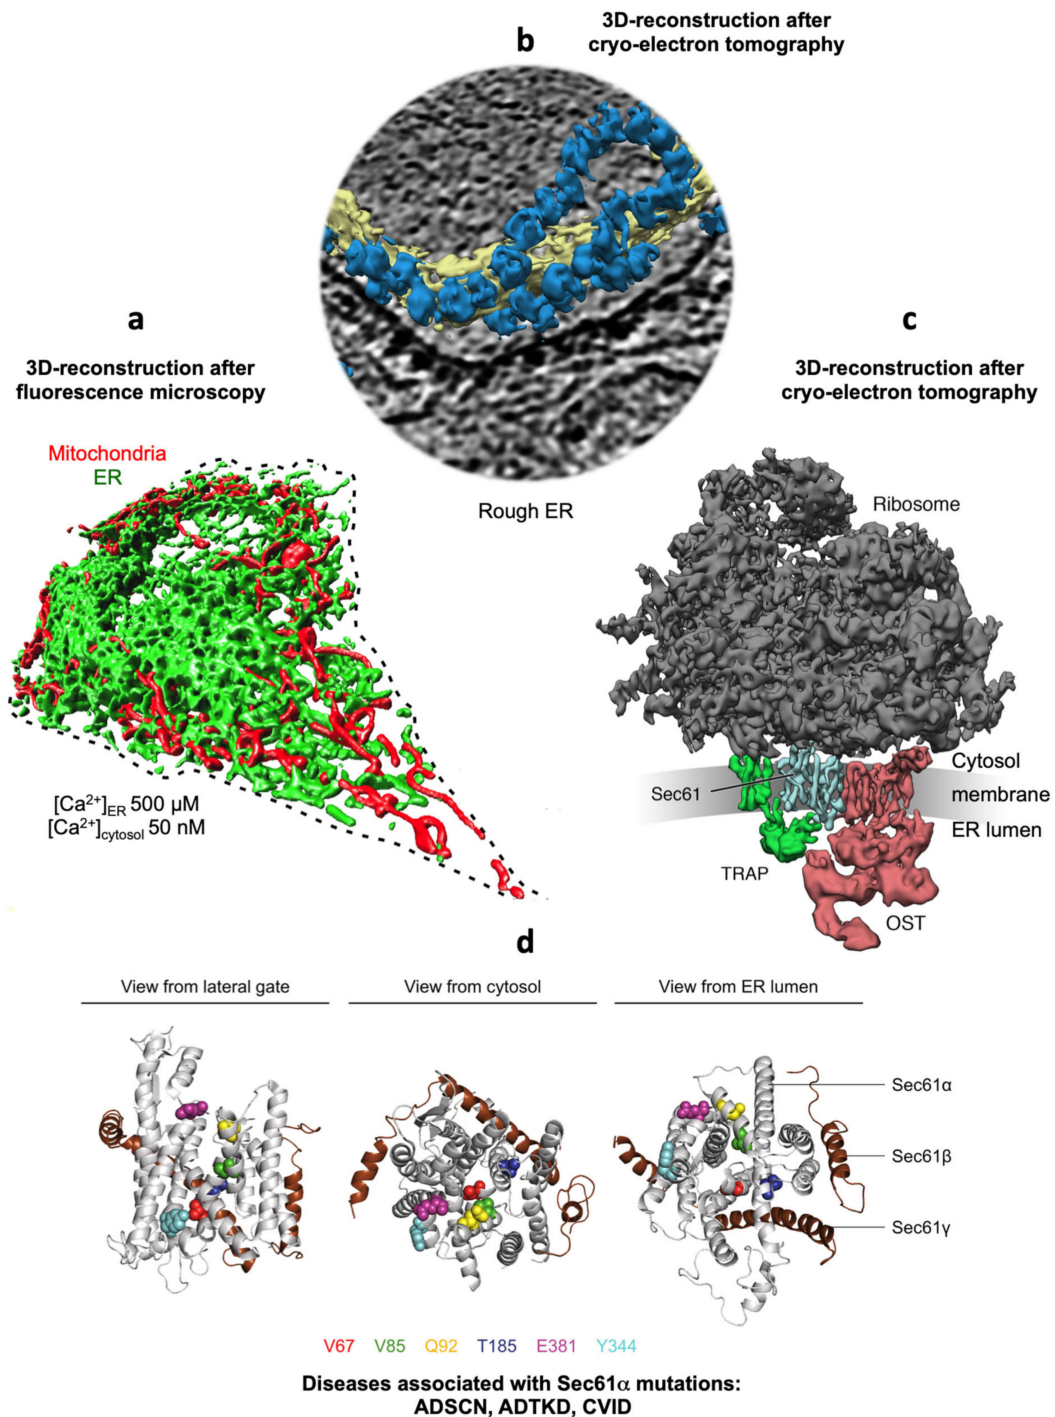 b
3D-reconstruction after
cryo-electron tomography
a
3D-reconstruction after
fluorescence microscopy
c
3D-reconstruction after
cryo-electron tomography
Mitochondria
ER
Rough ER
Ribosome
[Ca²⁺]ER 500 µM
[Ca²⁺]cytosol 50 nM
Sec61
Cytosol
membrane
ER lumen
TRAP
OST
d
View from lateral gate
View from cytosol
View from ER lumen
Sec61α
Sec61β
Sec61γ
V67 V85 Q92 T185 E381 Y344
Diseases associated with Sec61α mutations:
ADSCN, ADTKD, CVID